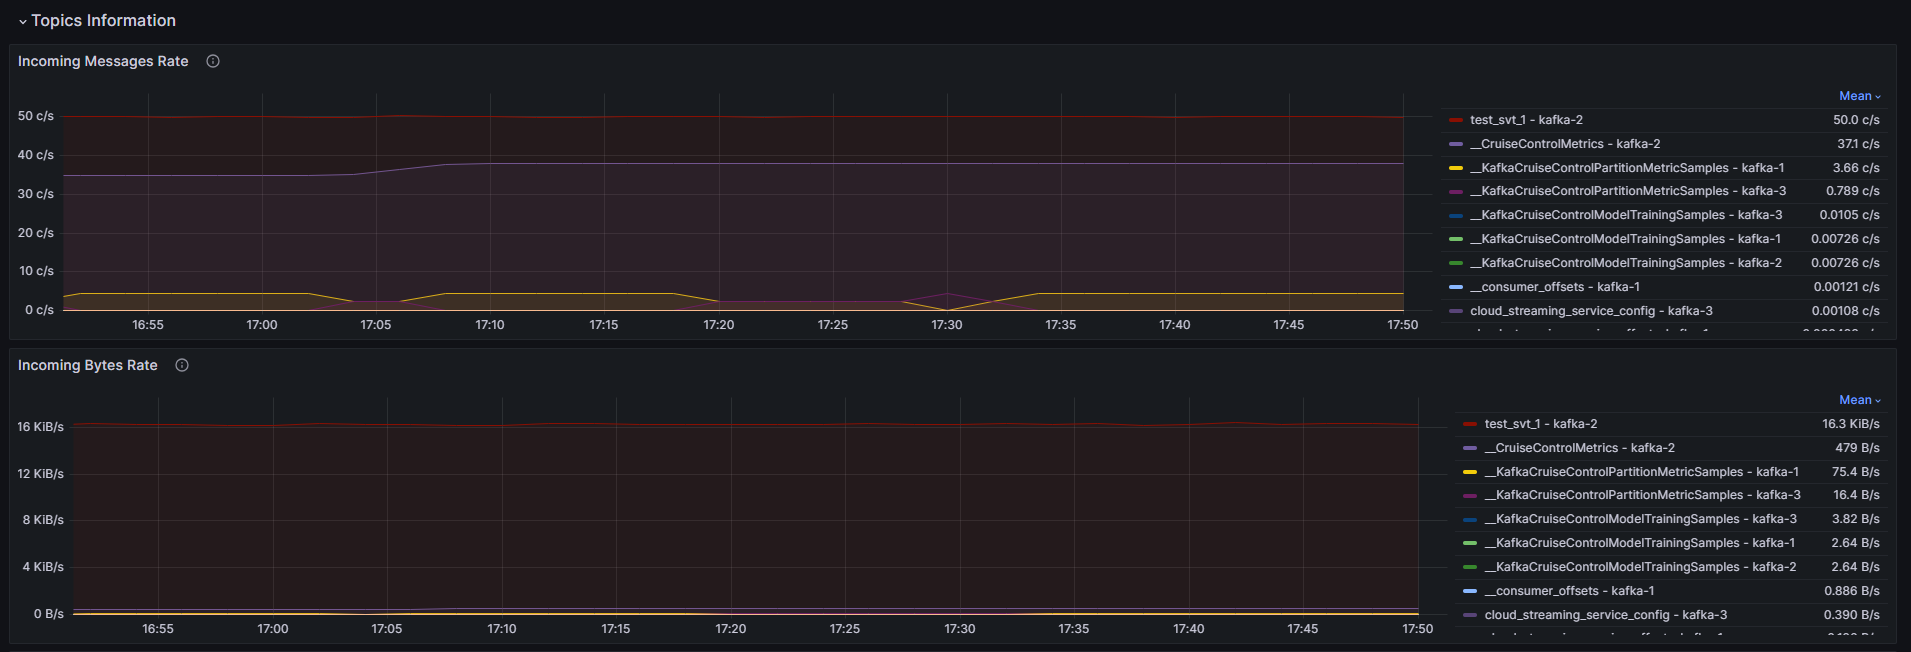 Topics Information
Incoming Messages Rate
Mean
50 c/s
40 c/s
30 c/s
20 c/s
10 c/s
0 c/s
16:55 17:00 17:05 17:10 17:15 17:20 17:25 17:30 17:35 17:40 17:45 17:50
test_svt_1 - kafka-2 50.0 c/s
__CruiseControlMetrics - kafka-2 37.1 c/s
__KafkaCruiseControlPartitionMetricSamples - kafka-1 3.66 c/s
__KafkaCruiseControlPartitionMetricSamples - kafka-3 0.789 c/s
__KafkaCruiseControlModelTrainingSamples - kafka-3 0.0105 c/s
__KafkaCruiseControlModelTrainingSamples - kafka-1 0.00726 c/s
__KafkaCruiseControlModelTrainingSamples - kafka-2 0.00726 c/s
__consumer_offsets - kafka-1 0.00121 c/s
cloud_streaming_service_config - kafka-3 0.00108 c/s
Incoming Bytes Rate
Mean
16 KiB/s
12 KiB/s
8 KiB/s
4 KiB/s
0 B/s
16:55 17:00 17:05 17:10 17:15 17:20 17:25 17:30 17:35 17:40 17:45 17:50
test_svt_1 - kafka-2 16.3 KiB/s
__CruiseControlMetrics - kafka-2 479 B/s
__KafkaCruiseControlPartitionMetricSamples - kafka-1 75.4 B/s
__KafkaCruiseControlPartitionMetricSamples - kafka-3 16.4 B/s
__KafkaCruiseControlModelTrainingSamples - kafka-3 3.82 B/s
__KafkaCruiseControlModelTrainingSamples - kafka-1 2.64 B/s
__KafkaCruiseControlModelTrainingSamples - kafka-2 2.64 B/s
__consumer_offsets - kafka-1 0.886 B/s
cloud_streaming_service_config - kafka-3 0.390 B/s